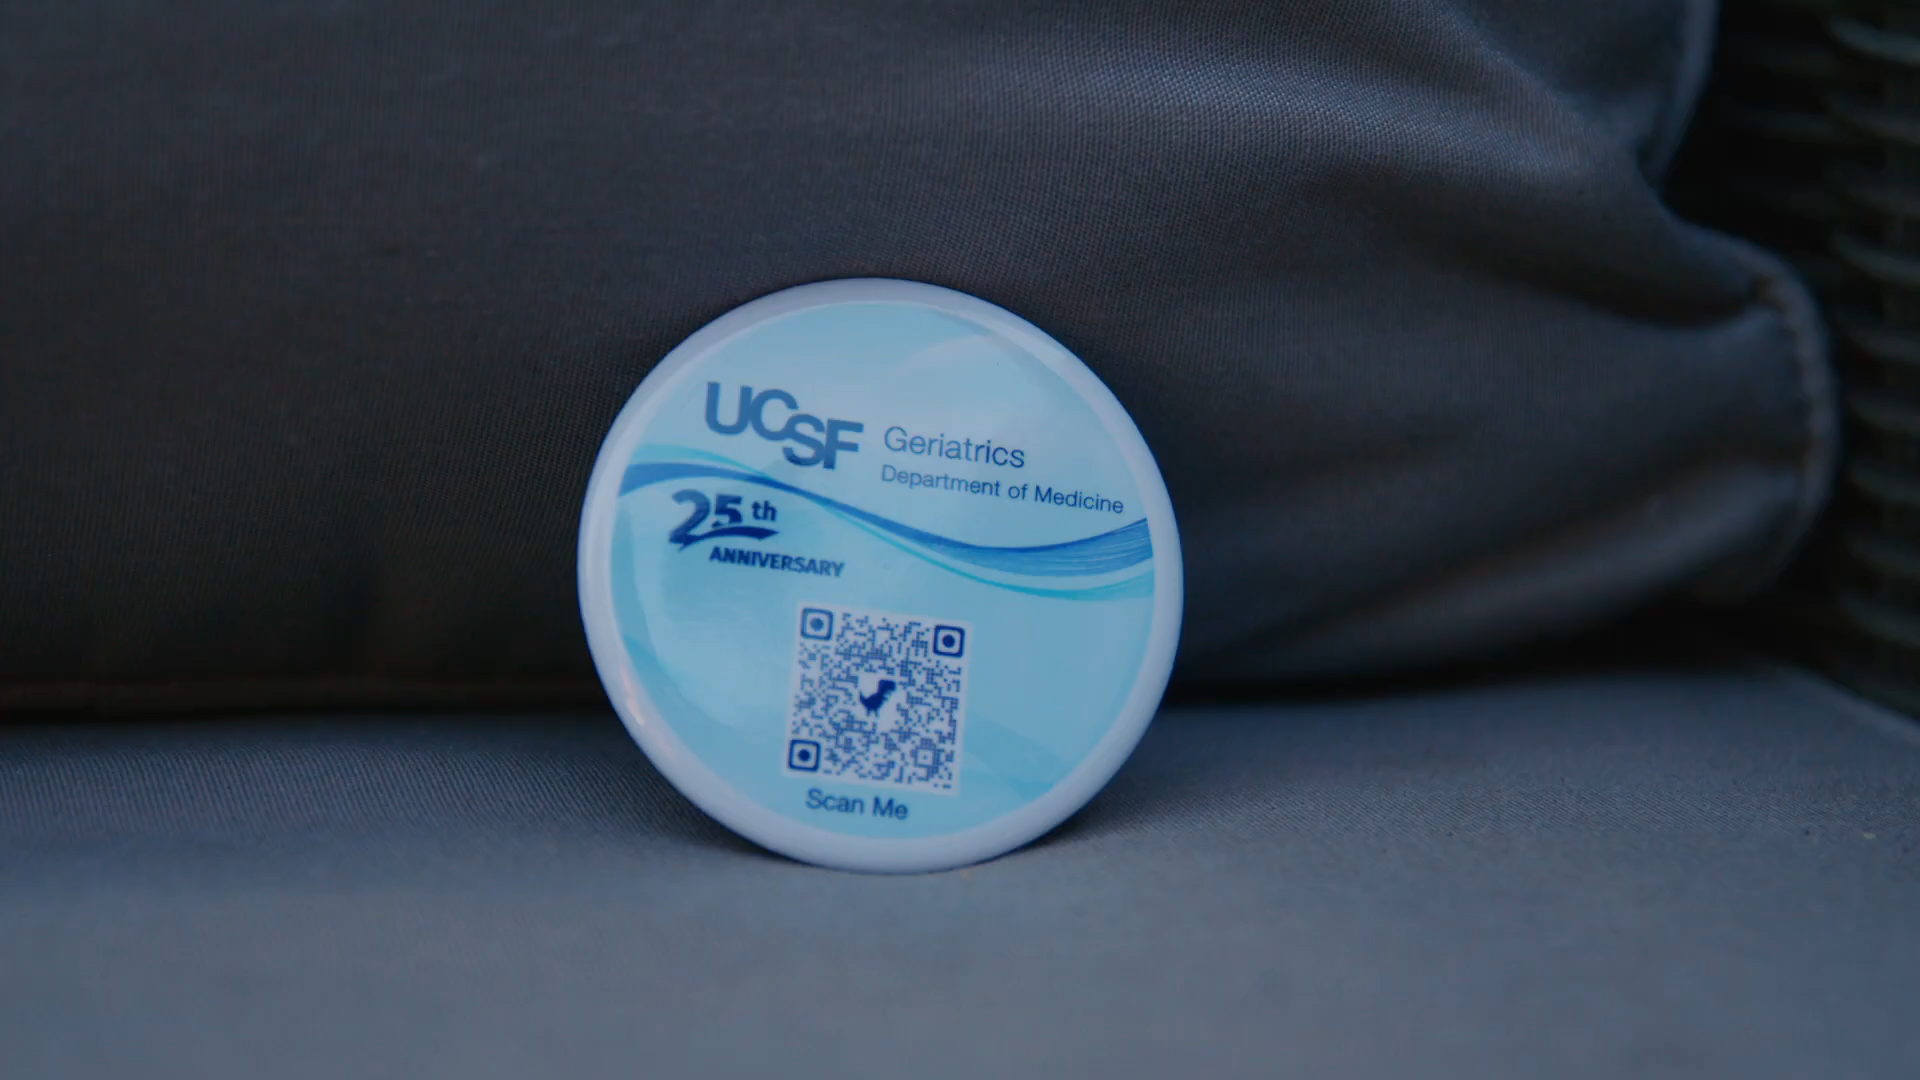 UCSF Geriatrics
Department of Medicine
25th
ANNIVERSARY
Scan Me